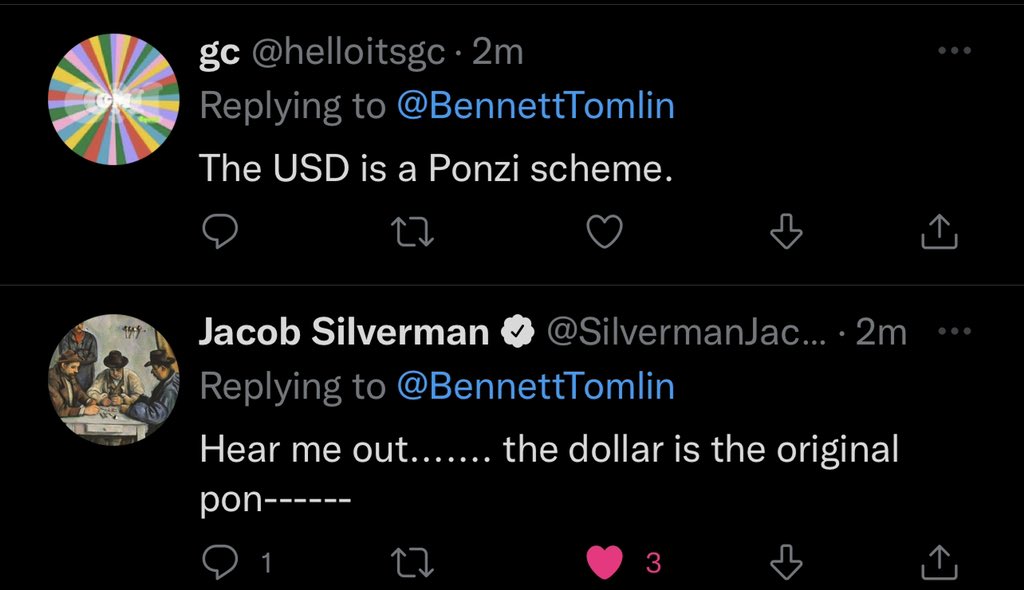 gc @helloitsgc · 2m
Replying to @BennettTomlin
The USD is a Ponzi scheme.
Jacob Silverman @SilvermanJac... · 2m
Replying to @BennettTomlin
Hear me out....... the dollar is the original
pon------
1
3